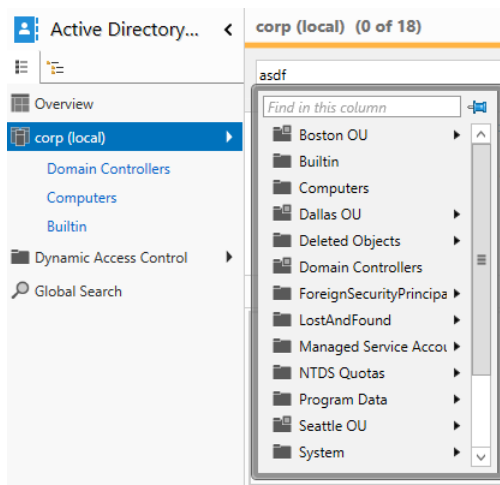 Active Directory...
corp (local) (0 of 18)
asdf
Overview
corp (local)
Domain Controllers
Computers
Builtin
Dynamic Access Control
Global Search
Find in this column
Boston OU
Builtin
Computers
Dallas OU
Deleted Objects
Domain Controllers
ForeignSecurityPrincipa
LostAndFound
Managed Service Accou
NTDS Quotas
Program Data
Seattle OU
System